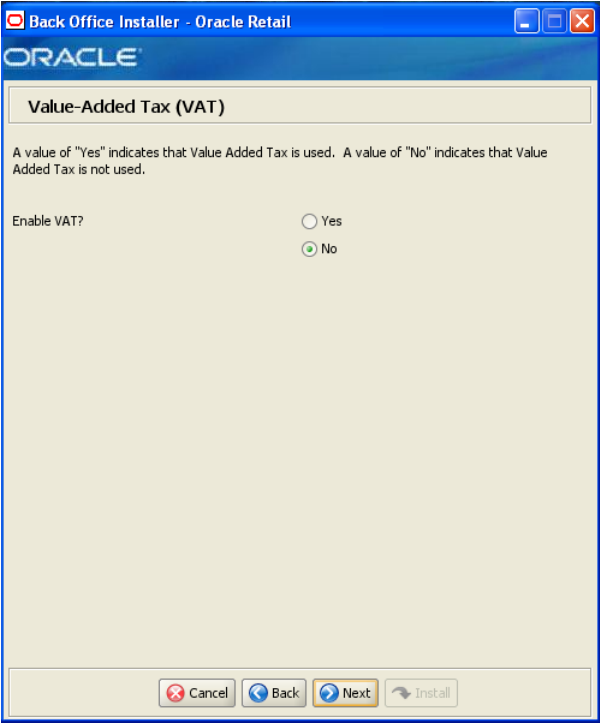 Back Office Installer - Oracle Retail
ORACLE
Value-Added Tax (VAT)
A value of "Yes" indicates that Value Added Tax is used. A value of "No" indicates that Value
Added Tax is not used.
Enable VAT?
Yes
No
Cancel Back Next Install